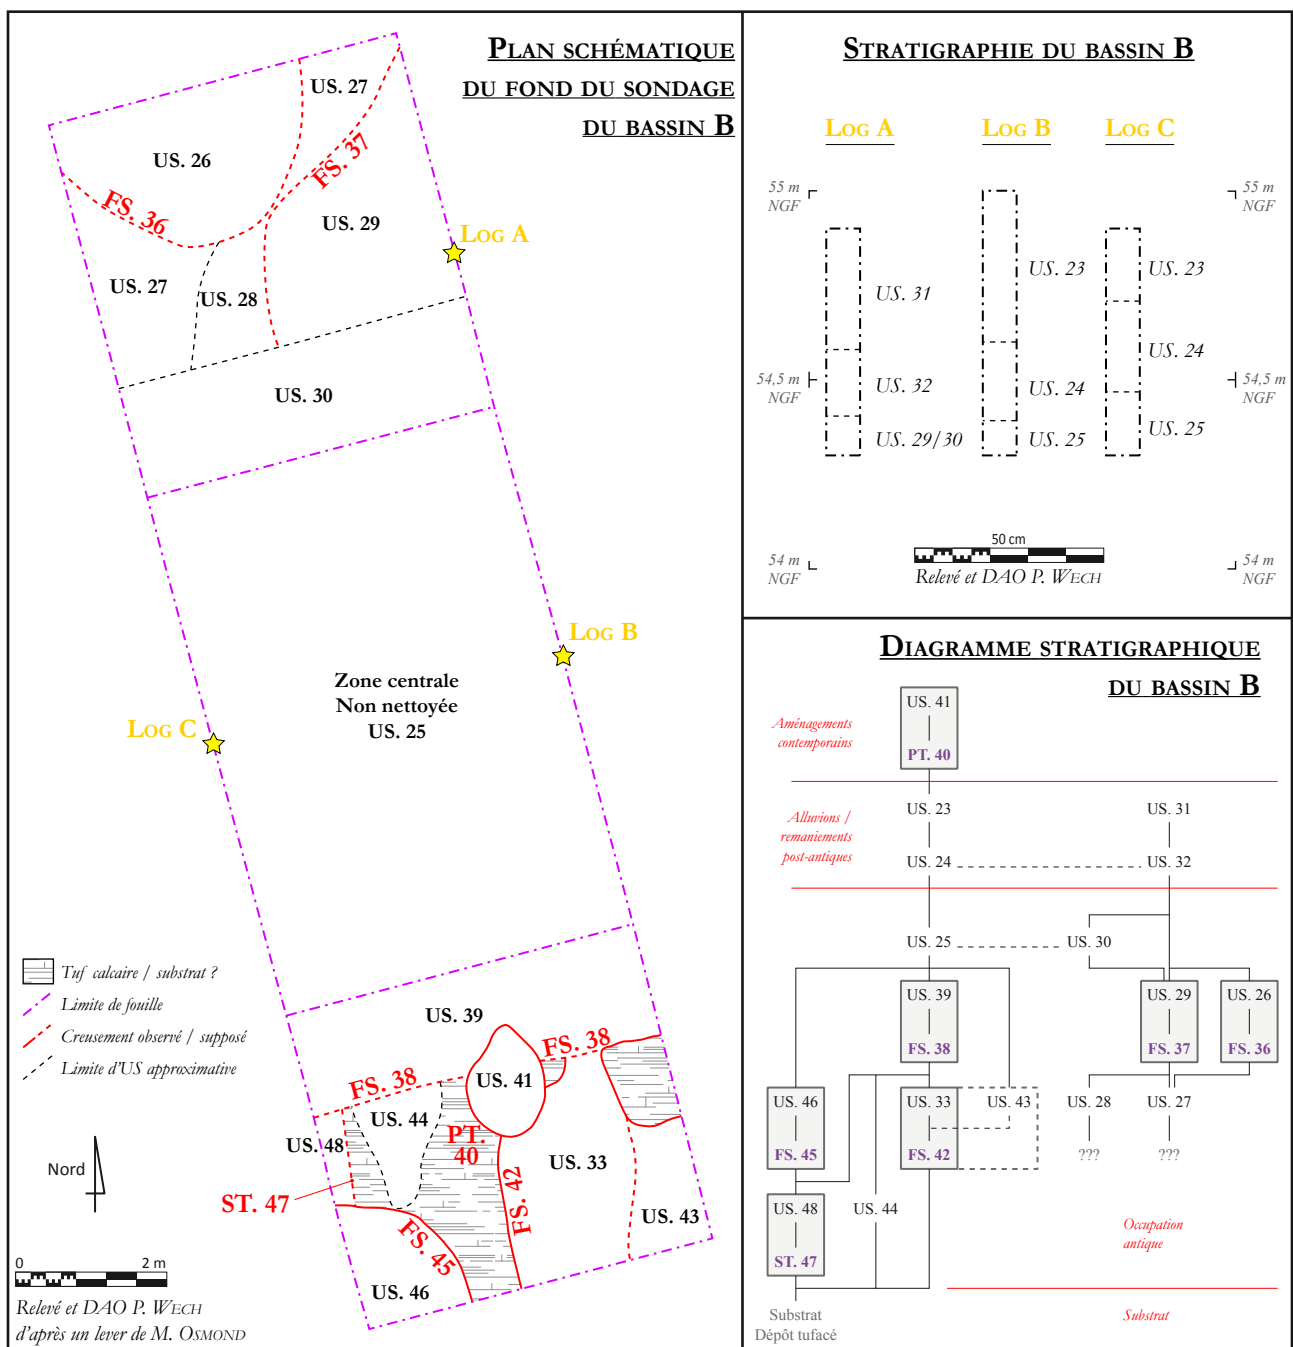 PLAN SCHÉMATIQUE
DU FOND DU SONDAGE
DU BASSIN B
US. 27
US. 26
FS. 37
FS. 36
US. 29
LOG A
US. 27
US. 28
US. 30
LOG B
Zone centrale
Non nettoyée
US. 25
LOG C
Tuf calcaire / substrat ?
Limite de fouille
Creusement observé / supposé
Limite d'US approximative
US. 39
FS. 38
FS. 38
US. 41
US. 44
US. 48
PT.
40
US. 33
ST. 47
FS. 42
US. 43
FS. 45
US. 46
Nord
0 2 m
Relevé et DAO P. WECH
d'après un lever de M. OSMOND
STRATIGRAPHIE DU BASSIN B
LOG A LOG B LOG C
55 m
NGF
55 m
NGF
US. 31
US. 23
US. 23
US. 24
54,5 m
NGF
54,5 m
NGF
US. 32
US. 24
US. 29/30
US. 25
US. 25
50 cm
54 m
NGF
54 m
NGF
Relevé et DAO P. WECH
DIAGRAMME STRATIGRAPHIQUE
DU BASSIN B
US. 41
PT. 40
Aménagements
contemporains
US. 23 US. 31
Alluvions /
remaniements
post-antiques
US. 24 US. 32
US. 25 US. 30
US. 39 US. 29 US. 26
FS. 38 FS. 37 FS. 36
US. 46 US. 33 US. 43 US. 28 US. 27
FS. 45 FS. 42 ??? ???
US. 48 US. 44
ST. 47
Occupation
antique
Substrat
Dépôt tufacé
Substrat